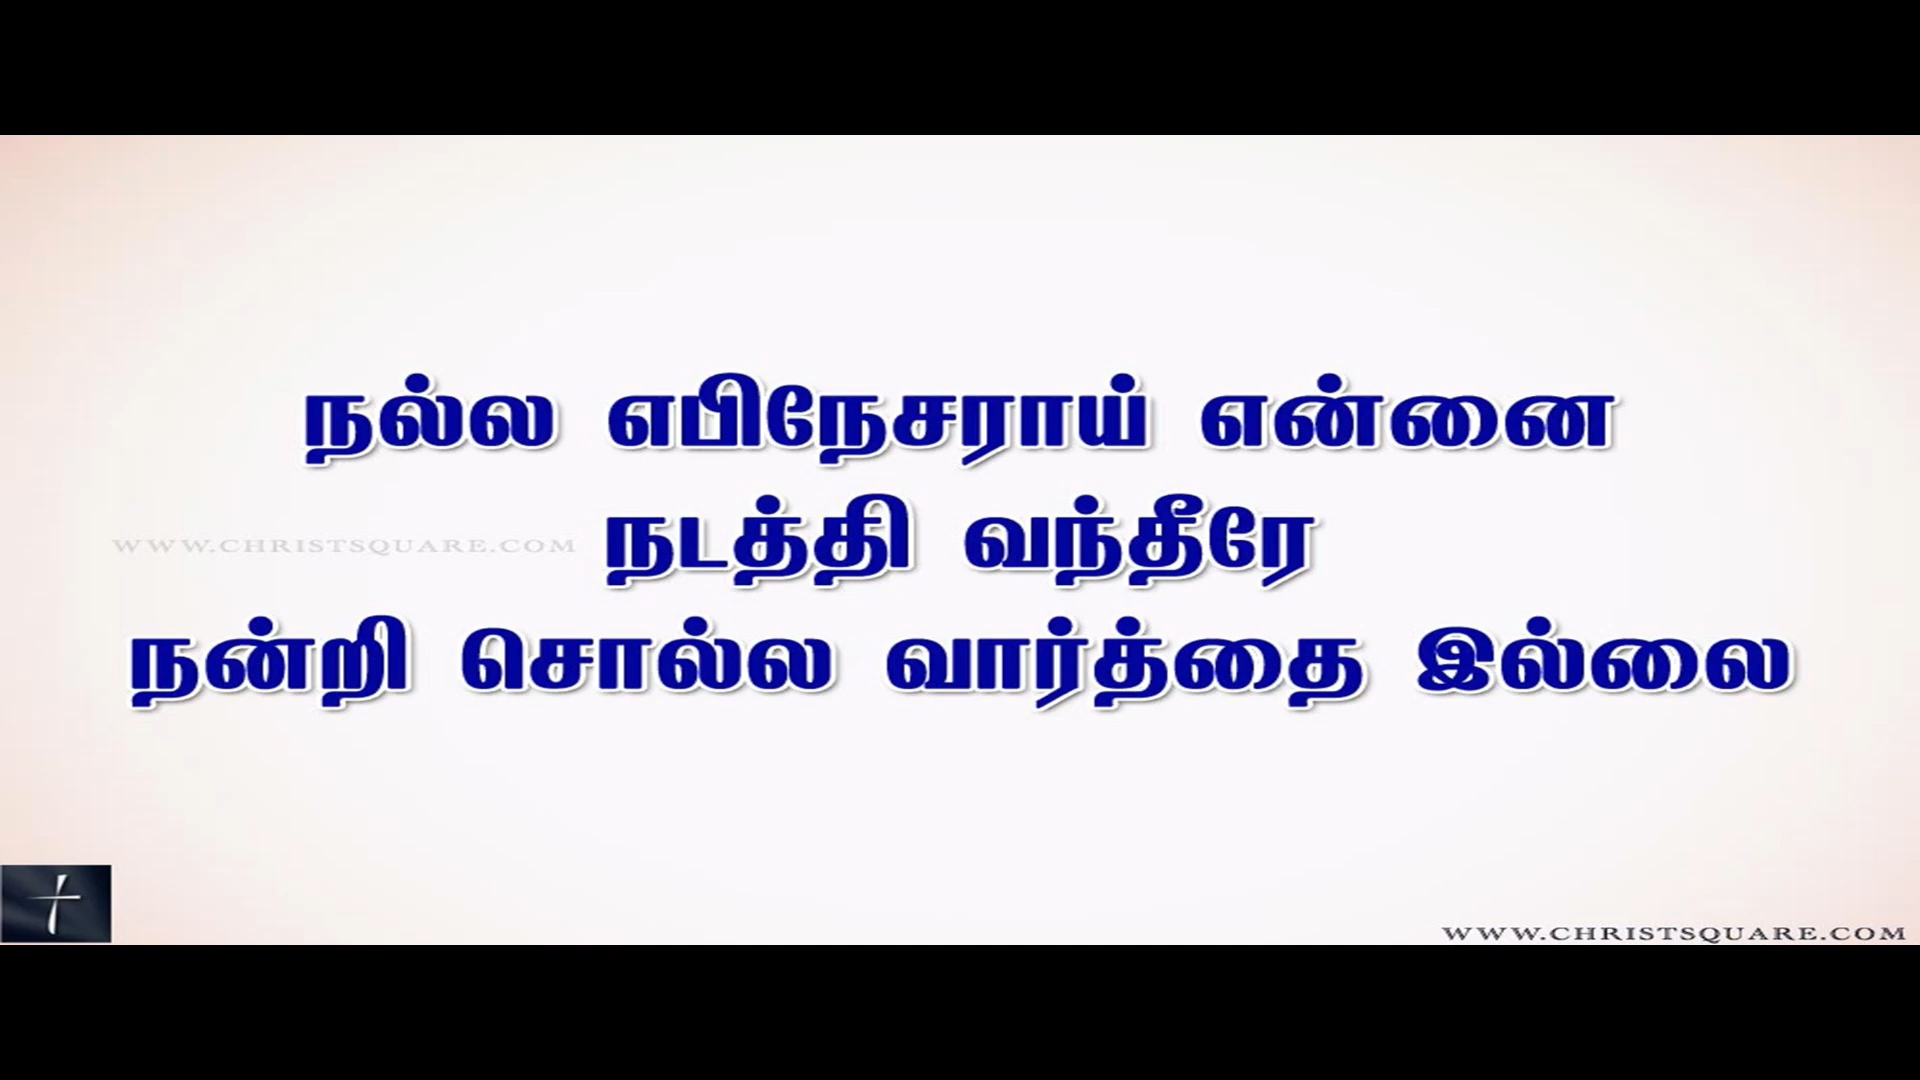 நல்ல எபிநேசராய் என்னை
நடத்தி வந்தீரே
WWW.CHRISTSQUARE.COM
நன்றி சொல்ல வார்த்தை இல்லை
WWW.CHRISTSQUARE.COM